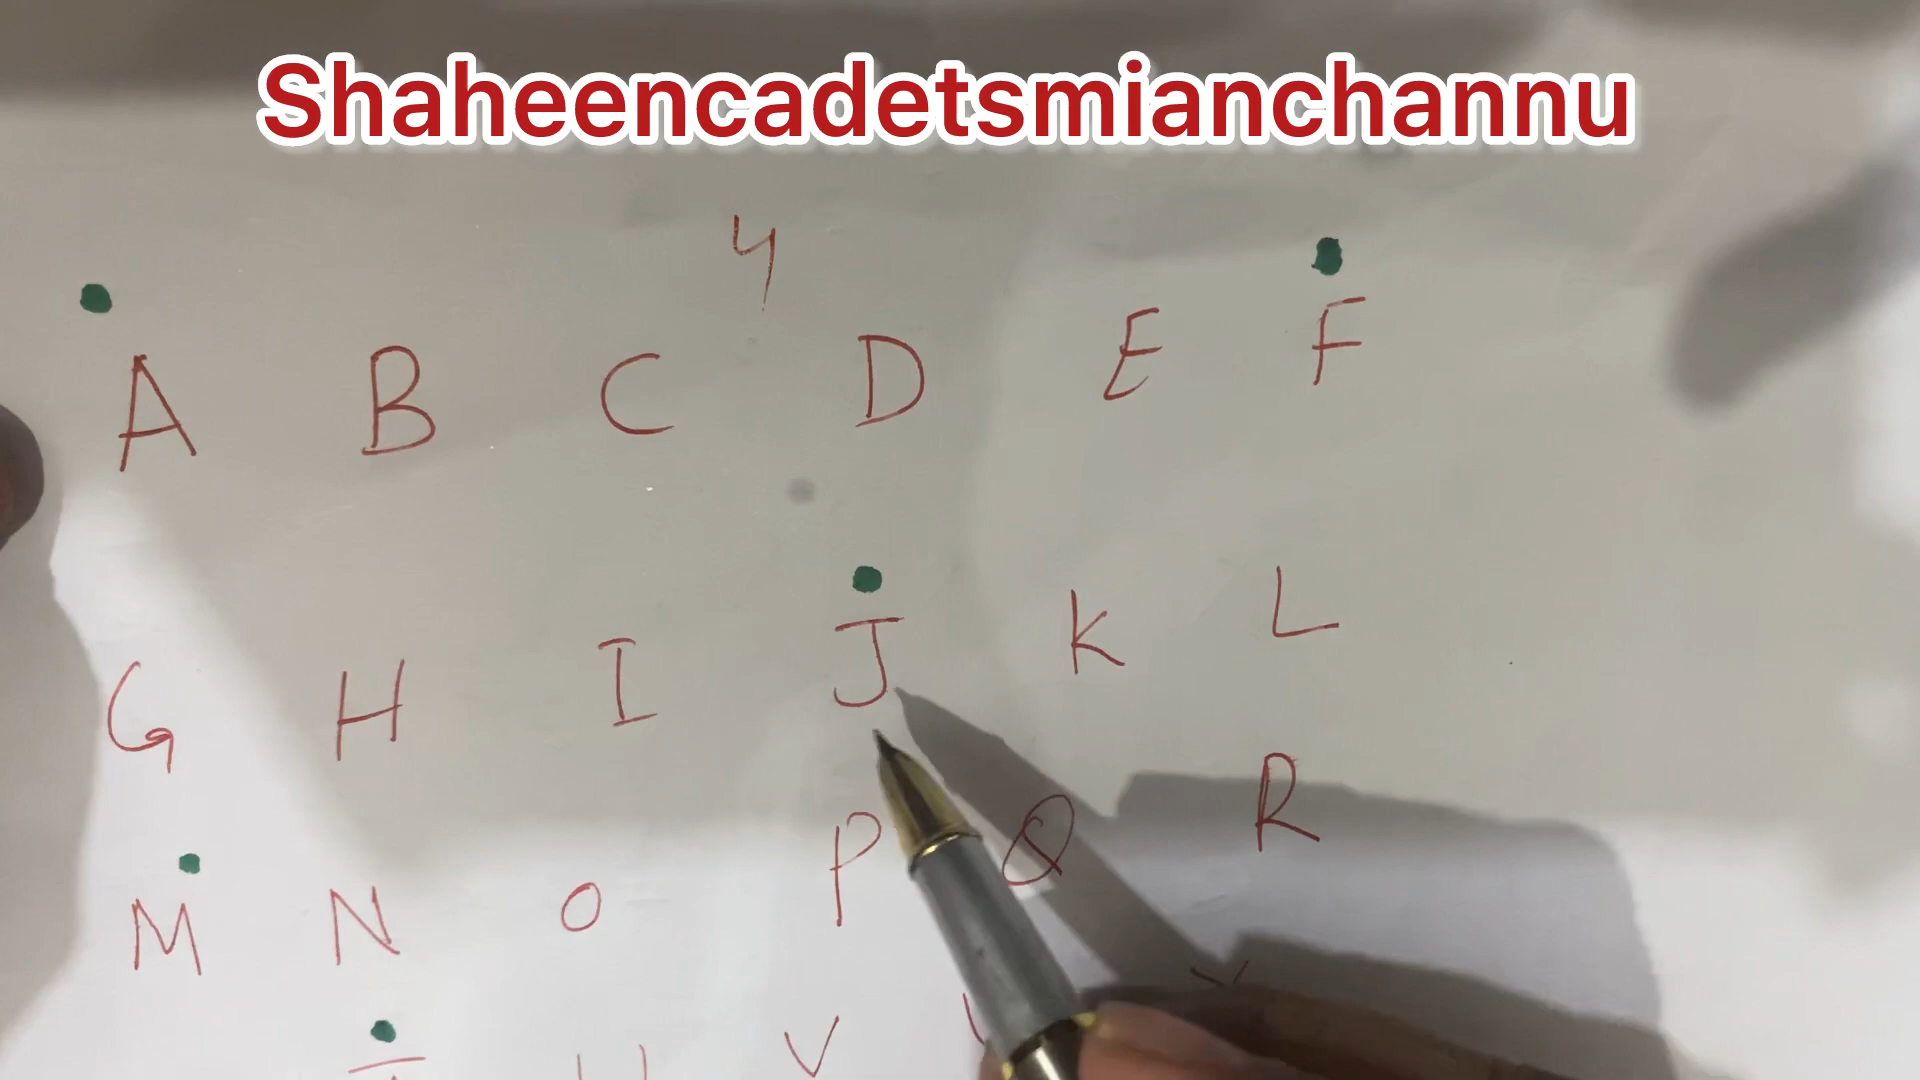 Shaheencadetsmianchannu
4
A B C D E F
G H I J K L
M N O P Q R
T U V